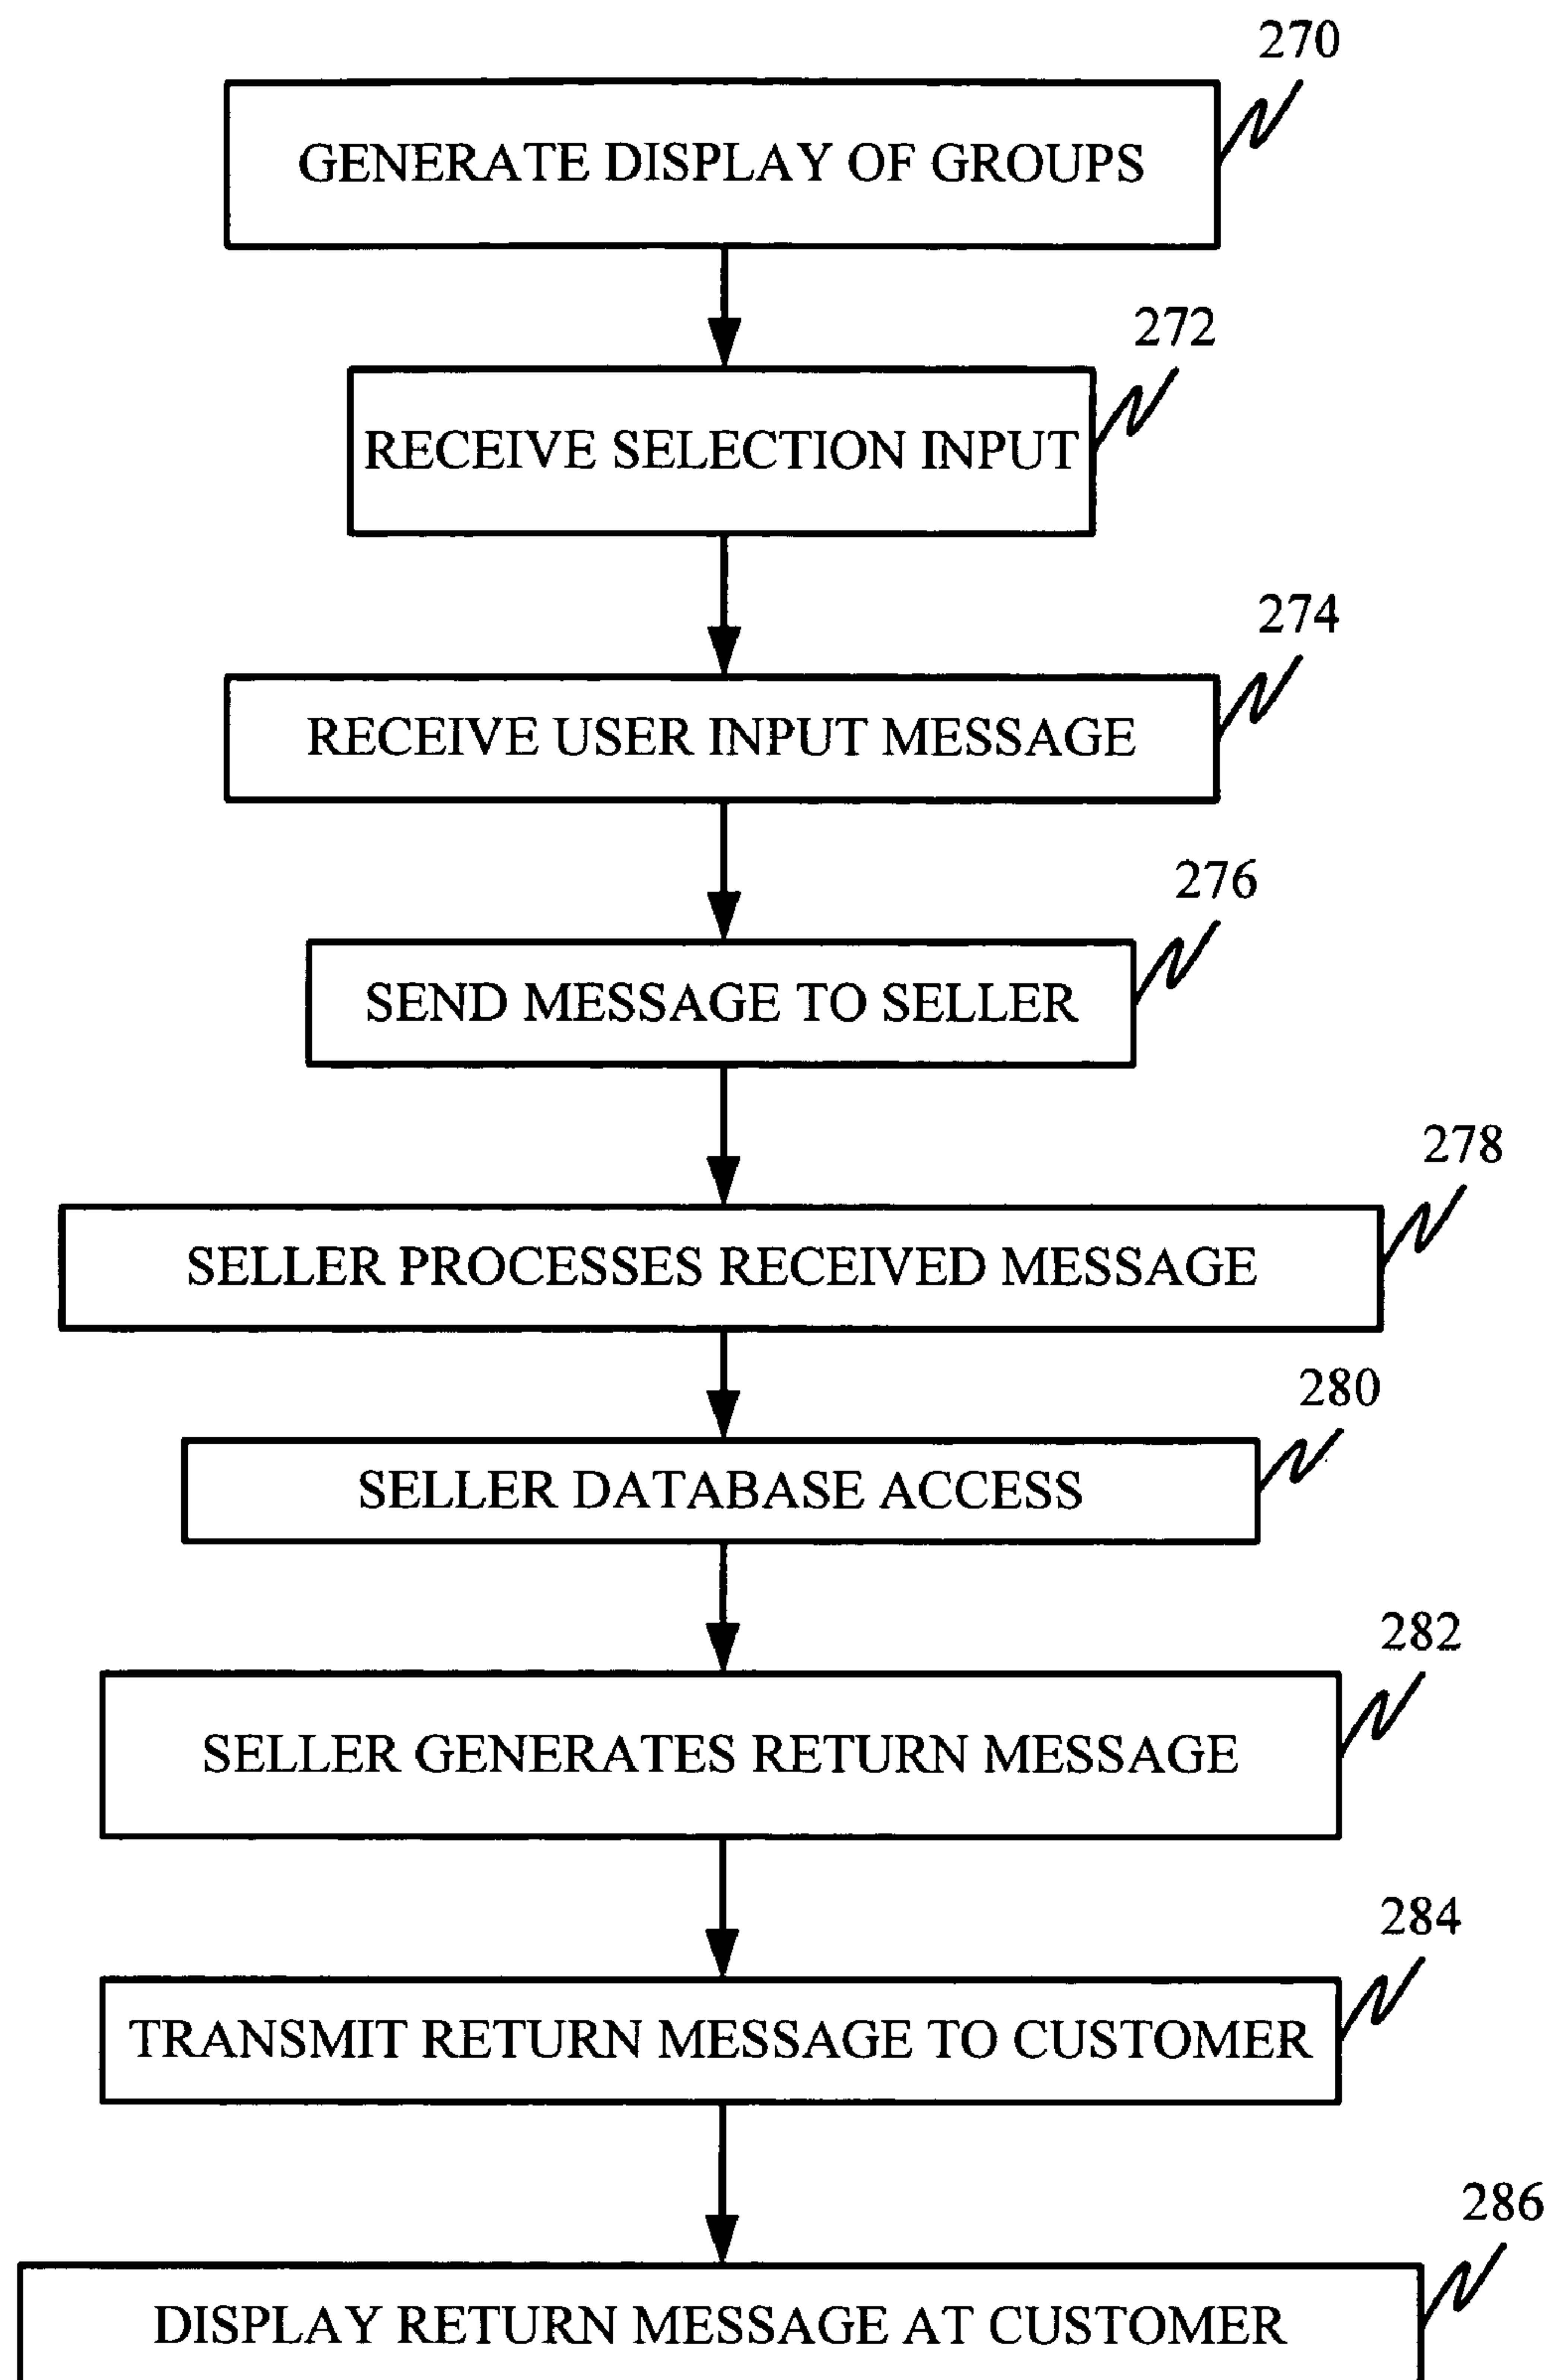 270
GENERATE DISPLAY OF GROUPS
272
RECEIVE SELECTION INPUT
274
RECEIVE USER INPUT MESSAGE
276
SEND MESSAGE TO SELLER
278
SELLER PROCESSES RECEIVED MESSAGE
280
SELLER DATABASE ACCESS
282
SELLER GENERATES RETURN MESSAGE
284
TRANSMIT RETURN MESSAGE TO CUSTOMER
286
DISPLAY RETURN MESSAGE AT CUSTOMER